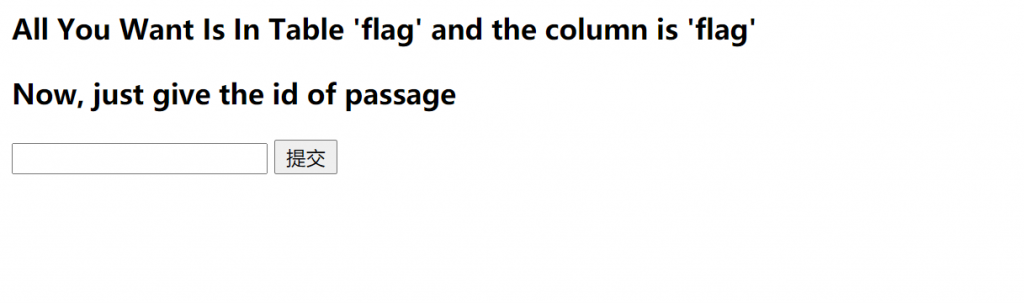 All You Want Is In Table 'flag' and the column is 'flag'
Now, just give the id of passage
提交